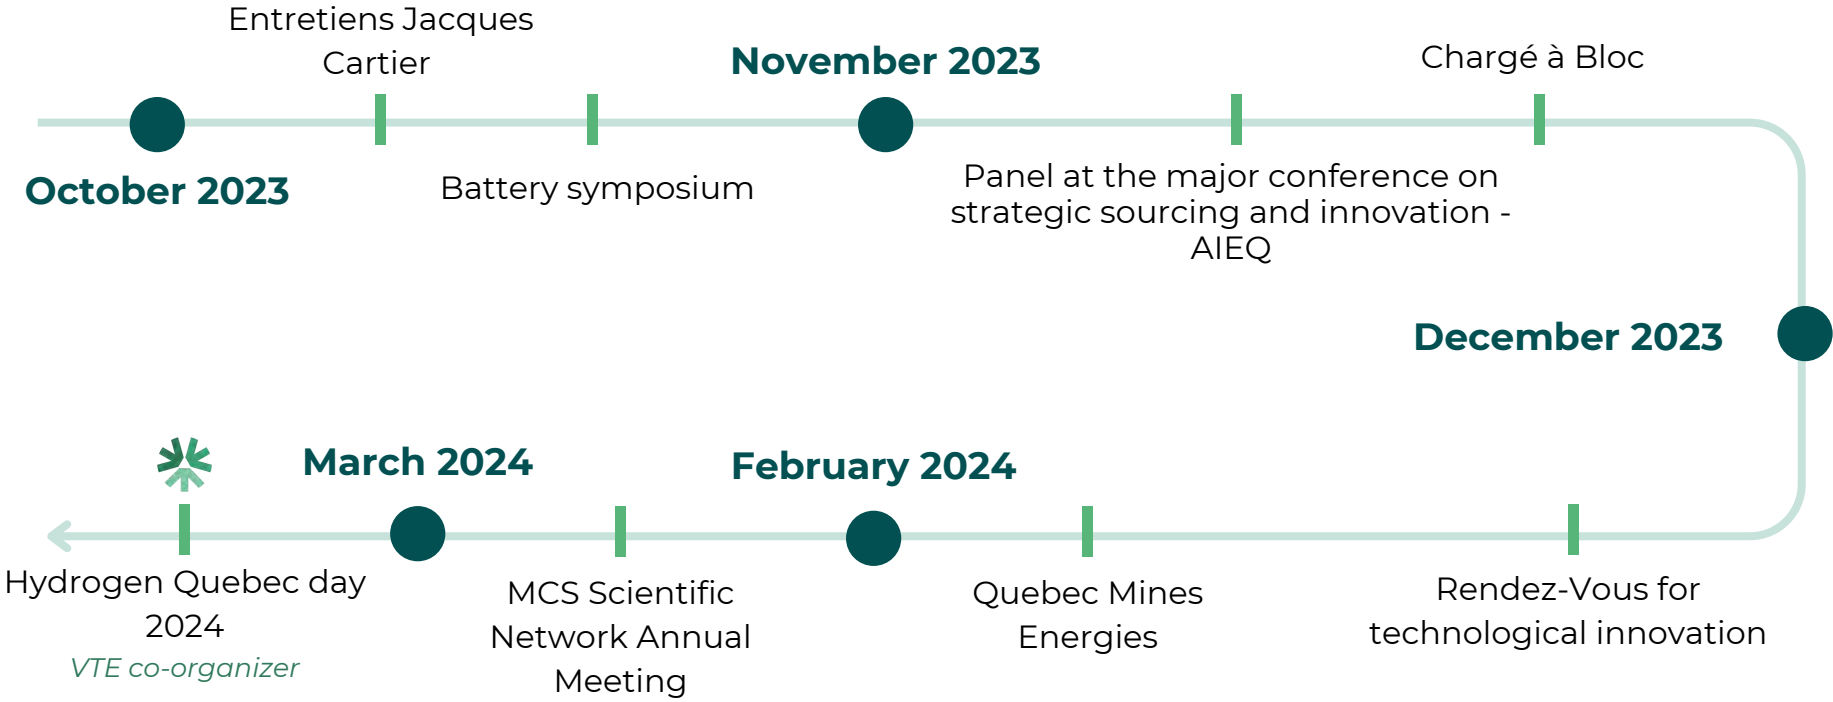 Entretiens Jacques
Cartier
November 2023
Chargé à Bloc
October 2023
Battery symposium
Panel at the major conference on
strategic sourcing and innovation -
AIEQ
December 2023
March 2024
February 2024
Hydrogen Quebec day
2024
VTE co-organizer
MCS Scientific
Network Annual
Meeting
Quebec Mines
Energies
Rendez-Vous for
technological innovation